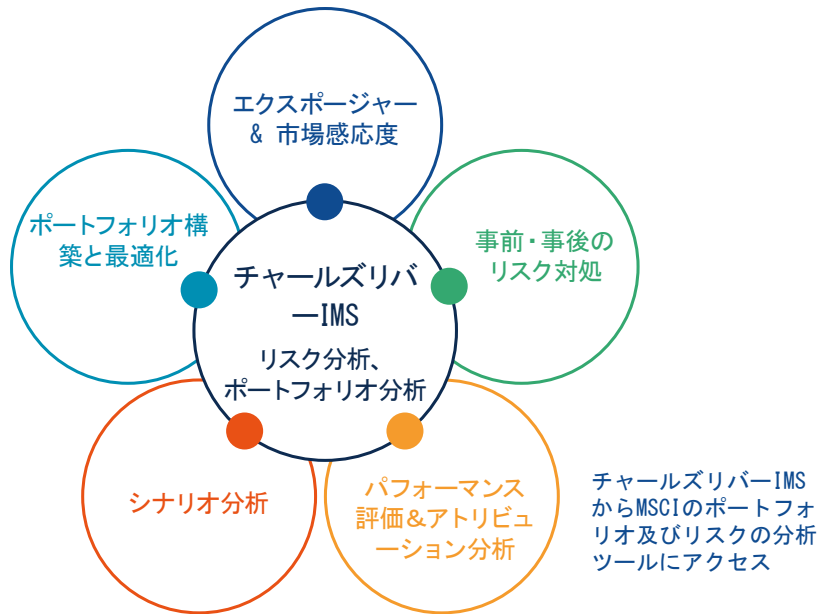 エクスポージャー
& 市場感応度
ポートフォリオ構
築と最適化
事前・事後の
リスク対処
チャールズリバ
ーIMS
リスク分析、
ポートフォリオ分析
シナリオ分析
パフォーマンス
評価&アトリビュ
ーション分析
チャールズリバーIMS
からMSCIのポートフォ
リオ及びリスクの分析
ツールにアクセス